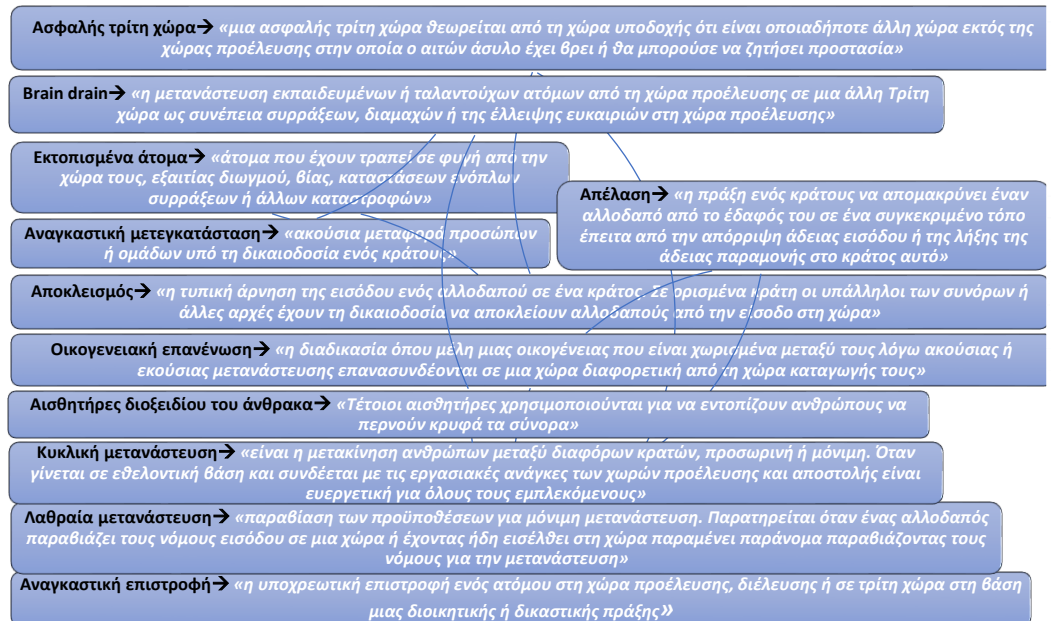 Ασφαλής τρίτη χώρα→ «μια ασφαλής τρίτη χώρα θεωρείται από τη χώρα υποδοχής ότι είναι οποιαδήποτε άλλη χώρα εκτός της
χώρας προέλευσης στην οποία ο αιτών άσυλο έχει βρει ή θα μπορούσε να ζητήσει προστασία»
Brain drain→ «η μετανάστευση εκπαιδευμένων ή ταλαντούχων ατόμων από τη χώρα προέλευσης σε μια άλλη Τρίτη
χώρα ως συνέπεια συρράξεων, διαμαχών ή της έλλειψης ευκαιριών στη χώρα προέλευσης»
Εκτοπισμένα άτομα→ «άτομα που έχουν τραπεί σε φυγή από την
χώρα τους, εξαιτίας διωγμού, βίας, καταστάσεων ενόπλων
συρράξεων ή άλλων καταστροφών»
Απέλαση→ «η πράξη ενός κράτους να απομακρύνει έναν
αλλοδαπό από το έδαφός του σε ένα συγκεκριμένο τόπο
έπειτα από την απόρριψη άδειας εισόδου ή της λήξης της
άδειας παραμονής στο κράτος αυτό»
Αναγκαστική μετεγκατάσταση→ «ακούσια μεταφορά προσώπων
ή ομάδων υπό τη δικαιοδοσία ενός κράτους»
Αποκλεισμός→ «η τυπική άρνηση της εισόδου ενός αλλοδαπού σε ένα κράτος. Σε ορισμένα κράτη οι υπάλληλοι των συνόρων ή
άλλες αρχές έχουν τη δικαιοδοσία να αποκλείουν αλλοδαπούς από την είσοδο στη χώρα»
Οικογενειακή επανένωση→ «η διαδικασία όπου μέλη μιας οικογένειας που είναι χωρισμένα μεταξύ τους λόγω ακούσιας ή
εκούσιας μετανάστευσης επανασυνδέονται σε μια χώρα διαφορετική από τη χώρα καταγωγής τους»
Αισθητήρες διοξειδίου του άνθρακα→ «Τέτοιοι αισθητήρες χρησιμοποιούνται για να εντοπίζουν ανθρώπους να
περνούν κρυφά τα σύνορα»
Κυκλική μετανάστευση→ «είναι η μετακίνηση ανθρώπων μεταξύ διαφόρων κρατών, προσωρινή ή μόνιμη. Όταν
γίνεται σε εθελοντική βάση και συνδέεται με τις εργασιακές ανάγκες των χωρών προέλευσης και αποστολής είναι
ευεργετική για όλους τους εμπλεκόμενους»
Λαθραία μετανάστευση→ «παραβίαση των προϋποθέσεων για μόνιμη μετανάστευση. Παρατηρείται όταν ένας αλλοδαπός
παραβιάζει τους νόμους εισόδου σε μια χώρα ή έχοντας ήδη εισέλθει στη χώρα παραμένει παράνομα παραβιάζοντας τους
νόμους για την μετανάστευση»
Αναγκαστική επιστροφή→ «η υποχρεωτική επιστροφή ενός ατόμου στη χώρα προέλευσης, διέλευσης ή σε τρίτη χώρα στη βάση
μιας διοικητικής ή δικαστικής πράξης»